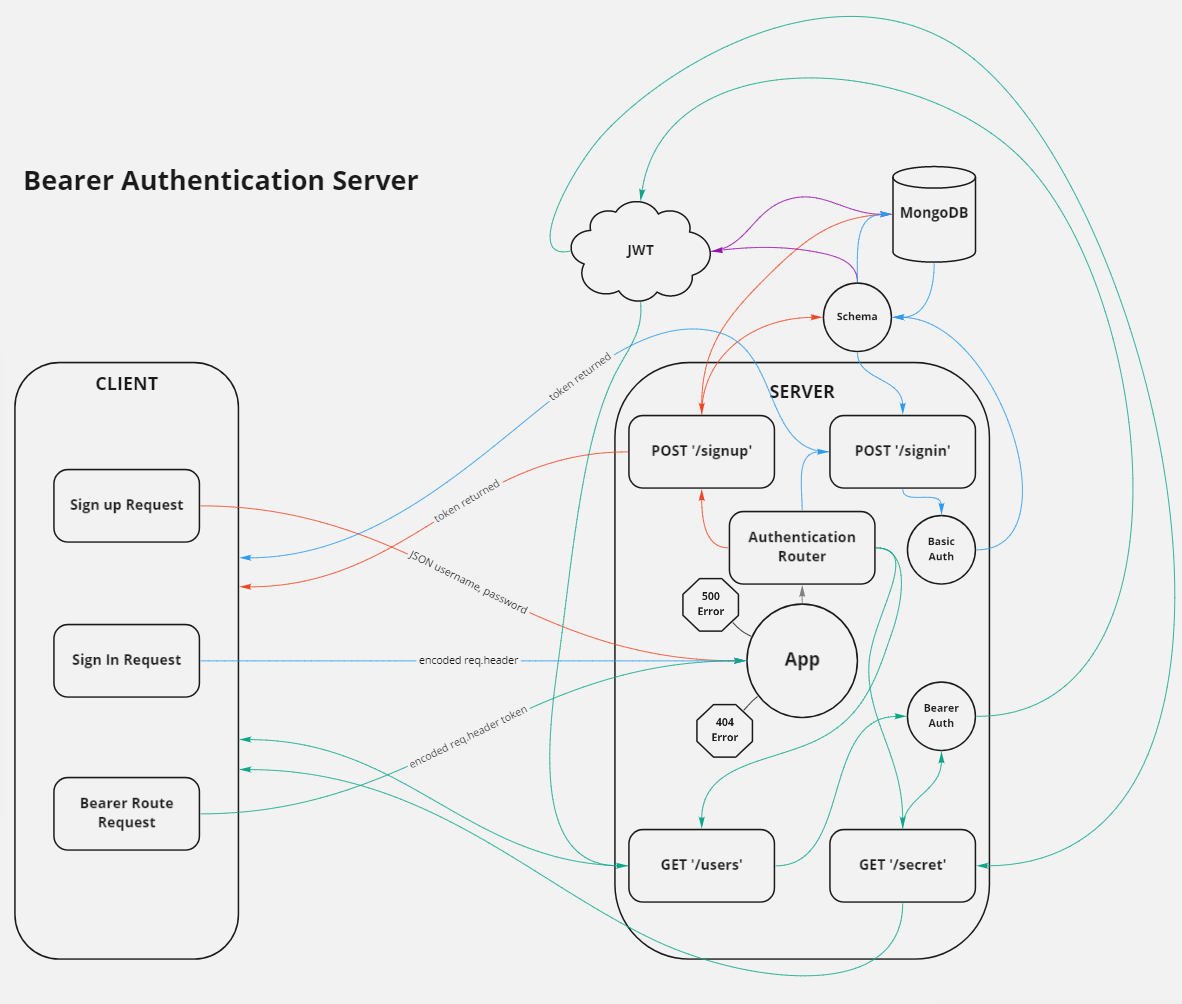 Bearer Authentication Server
JWT
MongoDB
Schema
CLIENT
Sign up Request
Sign In Request
Bearer Route
Request
token returned
token returned
JSON username, password
encoded req.header
encoded req.header token
SERVER
POST '/signup'
POST '/signin'
Authentication
Router
Basic
Auth
500
Error
App
404
Error
Bearer
Auth
GET '/users'
GET '/secret'